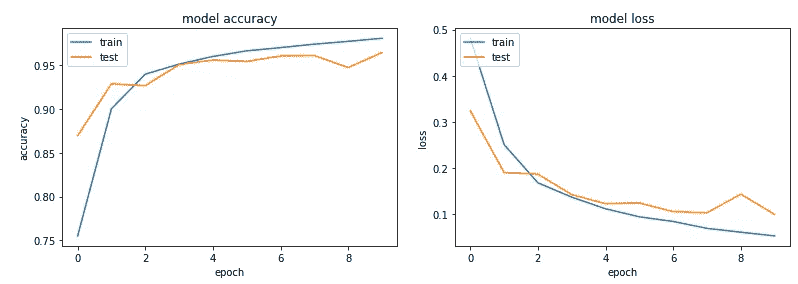 model accuracy
train
test
0.95
0.90
0.85
0.80
0.75
accuracy
0 2 4 6 8
epoch
model loss
train
test
0.5
0.4
0.3
0.2
0.1
loss
0 2 4 6 8
epoch